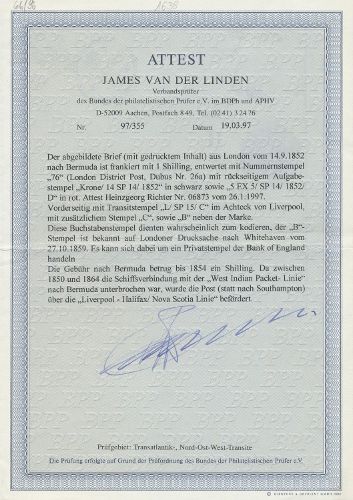 66/96
1636
ATTEST
JAMES VAN DER LINDEN
Verbandsprüfer
des Bundes der philatelistischen Prüfer e.V. im BDPh und APHV
D-52009 Aachen, Postfach 849, Tel. (0241) 3 24 76
Nr. 97/355 Datum 19.03.97
Der abgebildete Brief (mit gedrucktem Inhalt) aus London vom 14.9.1852
nach Bermuda ist frankiert mit 1 Shilling, entwertet mit Nummernstempel
„76“ (London District Post, Dubus Nr. 26a) mit rückseitigem Aufgabe-
stempel „Krone/ 14 SP 14/ 1852“ in schwarz sowie „5 EX 5/ SP 14/ 1852/
D“ in rot. Attest Heinzgeorg Richter Nr. 06873 vom 26.1.1997.
Vorderseitig mit Transitstempel „L/ SP 15/ C“ im Achteck von Liverpool,
mit zusätzlichem Stempel „C“, sowie „B“ neben der Marke.
Diese Buchstabenstempel dienten wahrscheinlich zum kodieren, der „B“-
Stempel ist bekannt auf Londoner Drucksache nach Whitehaven vom
27.10.1859. Es kann sich dabei um ein Privatstempel der Bank of England
handeln
Die Gebühr nach Bermuda betrug bis 1854 ein Shilling. Da zwischen
1850 und 1864 die Schiffsverbindung mit der „West Indian Packet- Linie“
nach Bermuda unterbrochen war, wurde die Post (statt nach Southampton)
über die „Liverpool - Halifax/ Nova Scotia Linie“ befördert.
Prüfgebiet: Transatlantik-, Nord-Ost-West-Transite
Die Prüfung erfolgte auf Grund der Prüfordnung des Bundes der Philatelistischen Prüfer e.V.